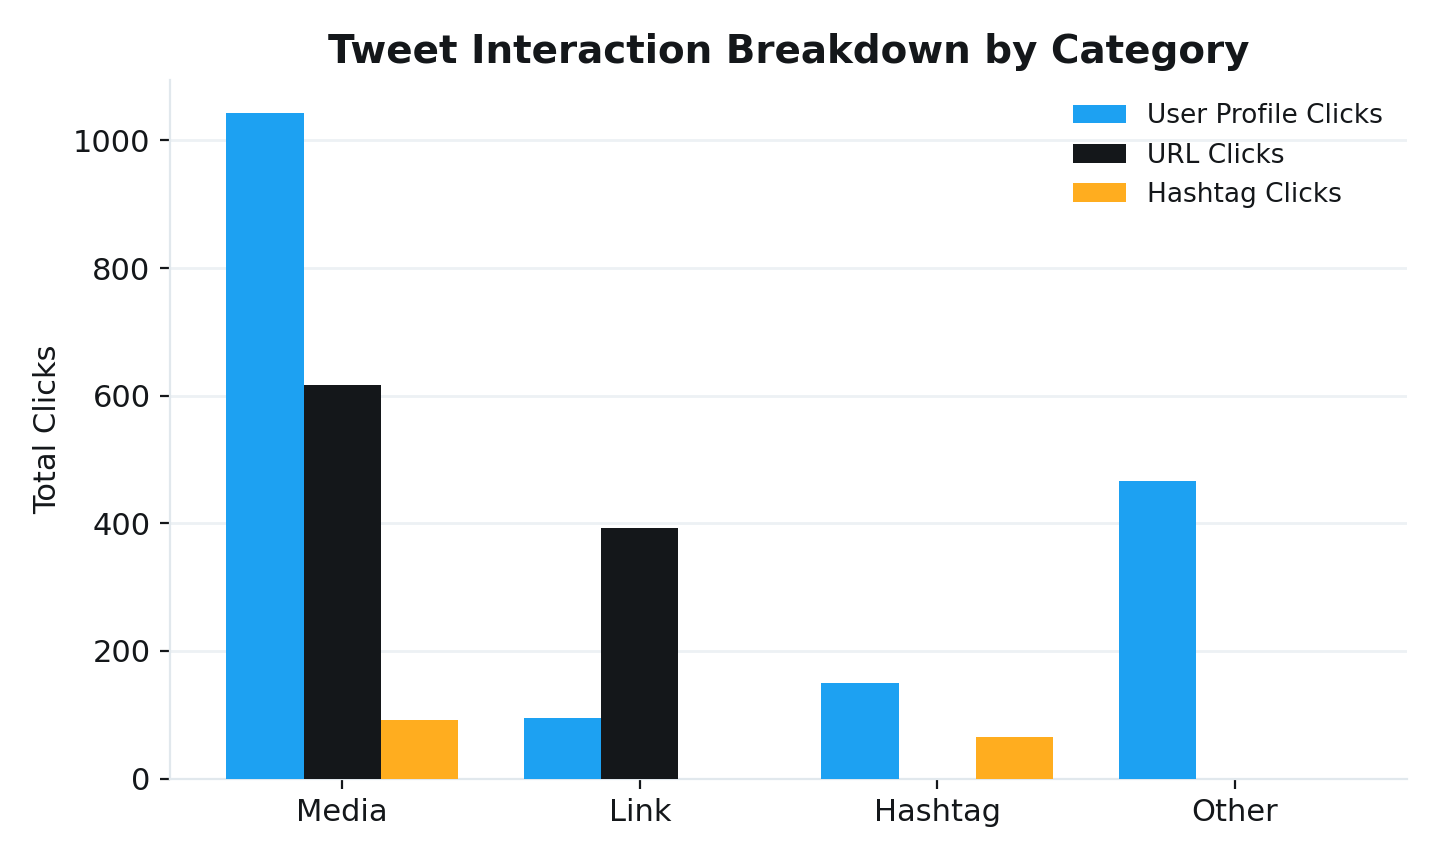 Tweet Interaction Breakdown by Category
User Profile Clicks
URL Clicks
Hashtag Clicks
Total Clicks
1000
800
600
400
200
0
Media Link Hashtag Other